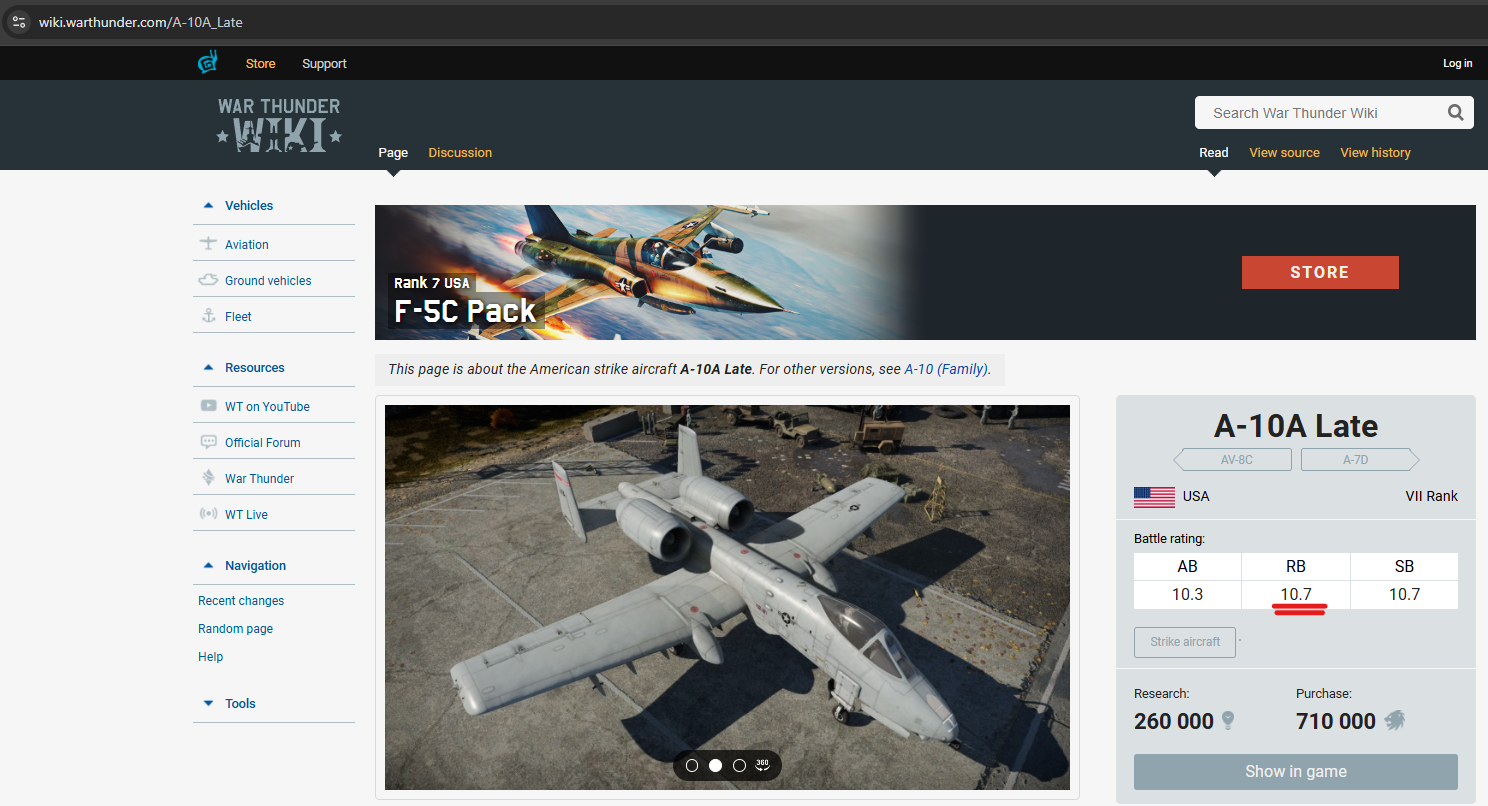 wiki.warthunder.com/A-10A_Late
Store
Support
Log in
WAR THUNDER
WIKI
Search War Thunder Wiki
Page
Discussion
Read
View source
View history
Vehicles
Aviation
Ground vehicles
Fleet
Resources
WT on YouTube
Official Forum
War Thunder
WT Live
Navigation
Recent changes
Random page
Help
Tools
Rank 7 USA
F-5C Pack
STORE
This page is about the American strike aircraft A-10A Late. For other versions, see A-10 (Family).
360
A-10A Late
AV-8C
A-7D
USA
VII Rank
Battle rating:
AB RB SB
10.3 10.7 10.7
Strike aircraft
Research: Purchase:
260 000 710 000
Show in game